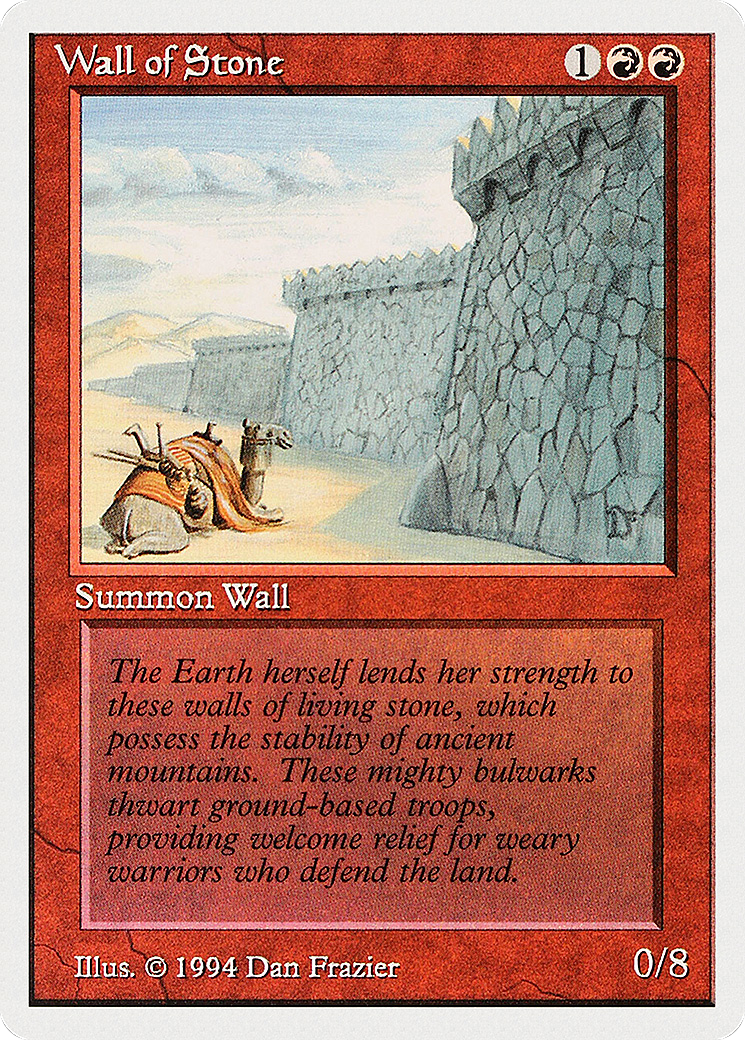 Wall of Stone 1
Summon Wall
The Earth herself lends her strength to
these walls of living stone, which
possess the stability of ancient
mountains. These mighty bulwarks
thwart ground-based troops,
providing welcome relief for weary
warriors who defend the land.
Illus. © 1994 Dan Frazier 0/8